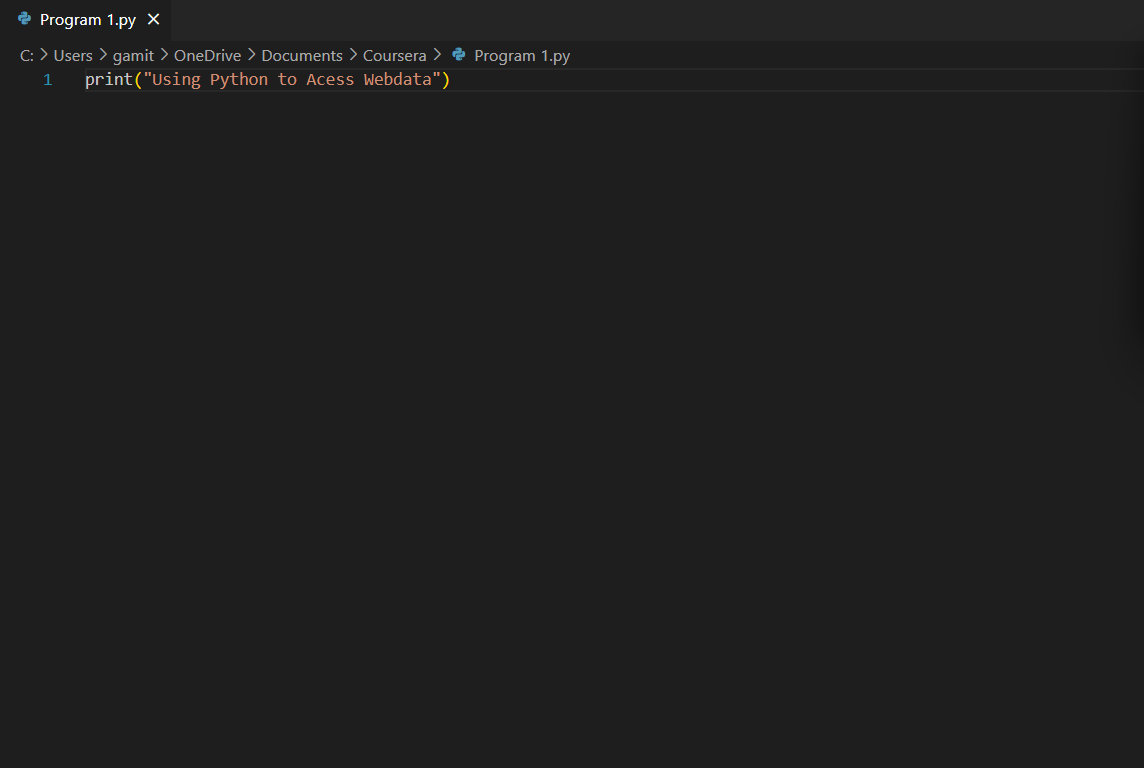 Program 1.py
C: > Users > gamit > OneDrive > Documents > Coursera > Program 1.py
1 print("Using Python to Acess Webdata")